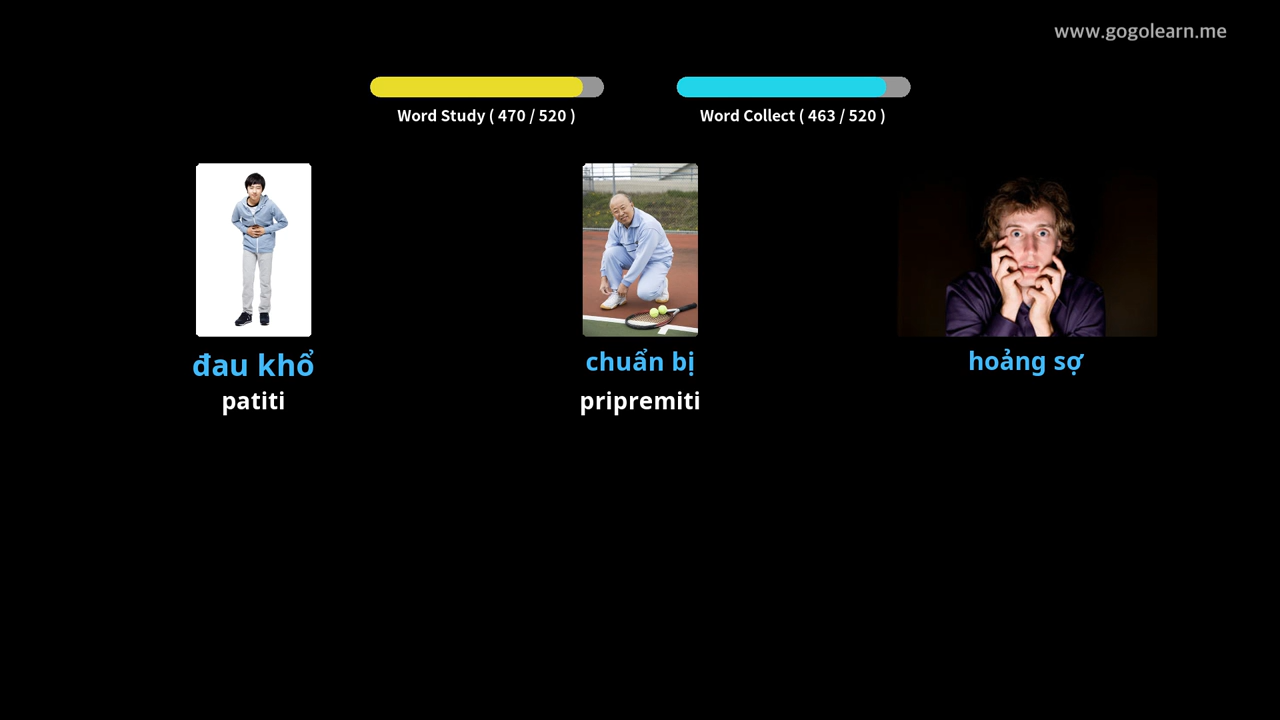 www.gogolearn.me
Word Study ( 470 / 520 )
Word Collect ( 463 / 520 )
đau khổ
chuẩn bị
hoảng sợ
patiti
pripremiti